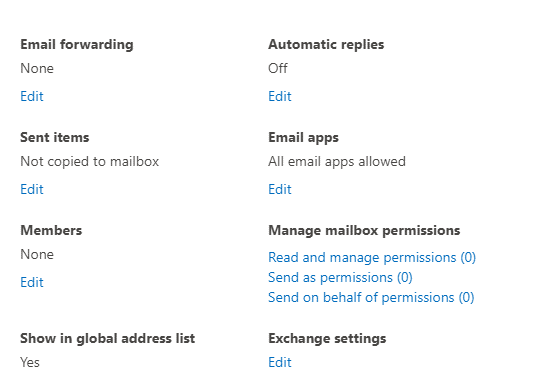 Email forwarding
None
Edit
Automatic replies
Off
Edit
Sent items
Not copied to mailbox
Edit
Email apps
All email apps allowed
Edit
Members
None
Edit
Manage mailbox permissions
Read and manage permissions (0)
Send as permissions (0)
Send on behalf of permissions (0)
Show in global address list
Yes
Exchange settings
Edit